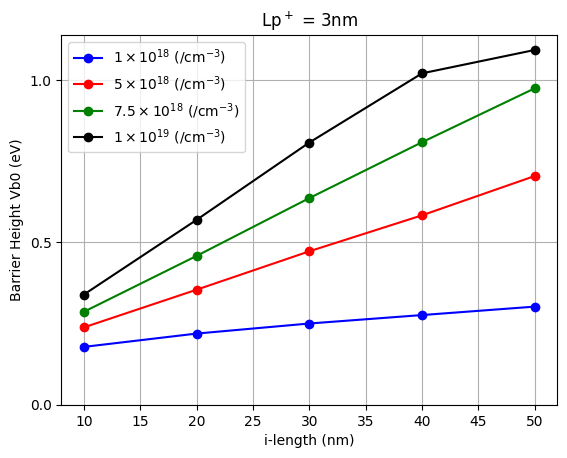 Lp⁺ = 3nm
1 × 10¹⁸ (/cm⁻³)
5 × 10¹⁸ (/cm⁻³)
7.5 × 10¹⁸ (/cm⁻³)
1 × 10¹⁹ (/cm⁻³)
Barrier Height Vb0 (eV)
1.0
0.5
0.0
10 15 20 25 30 35 40 45 50
i-length (nm)